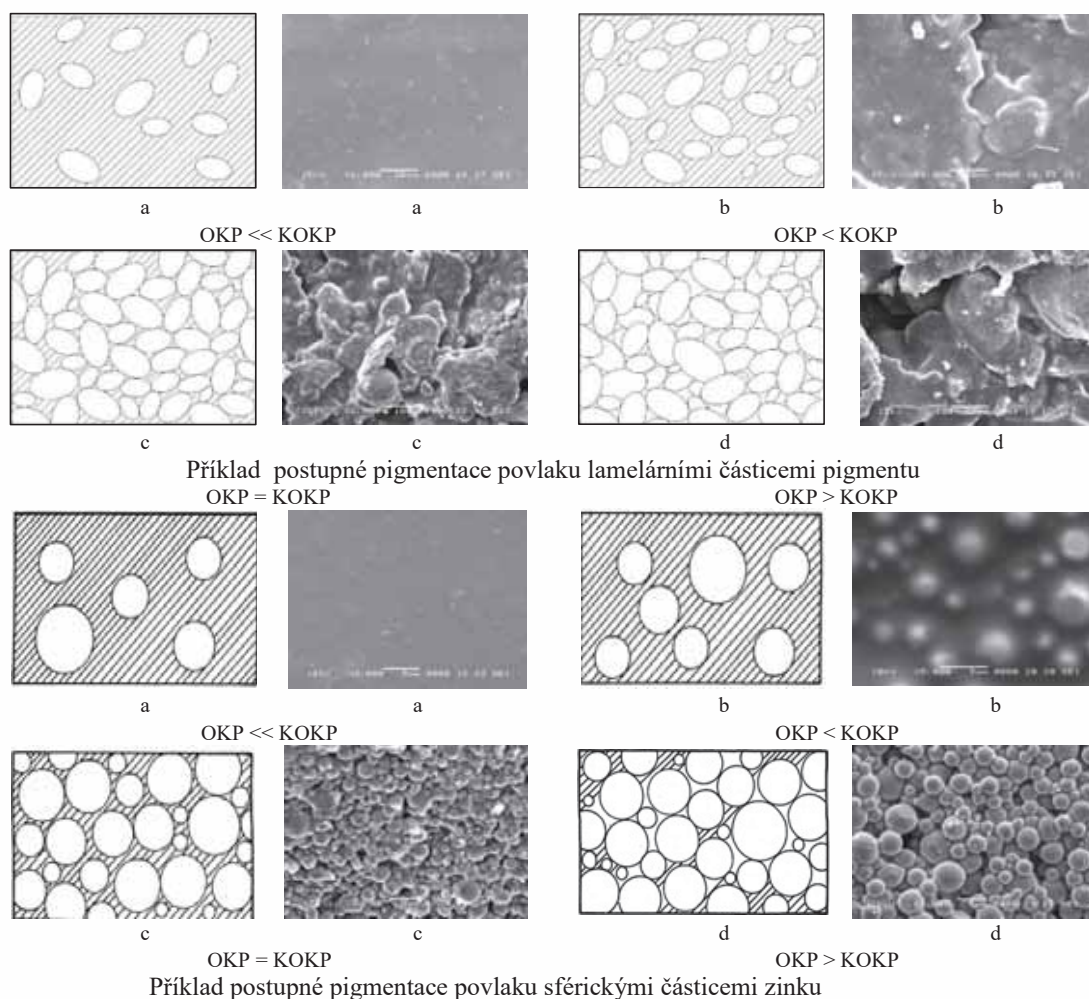 a a b b
OKP << KOKP OKP < KOKP
c c d d
Příklad postupné pigmentace povlaku lamelárními částicemi pigmentu
OKP = KOKP OKP > KOKP
a a b b
OKP << KOKP OKP < KOKP
c c d d
OKP = KOKP OKP > KOKP
Příklad postupné pigmentace povlaku sférickými částicemi zinku